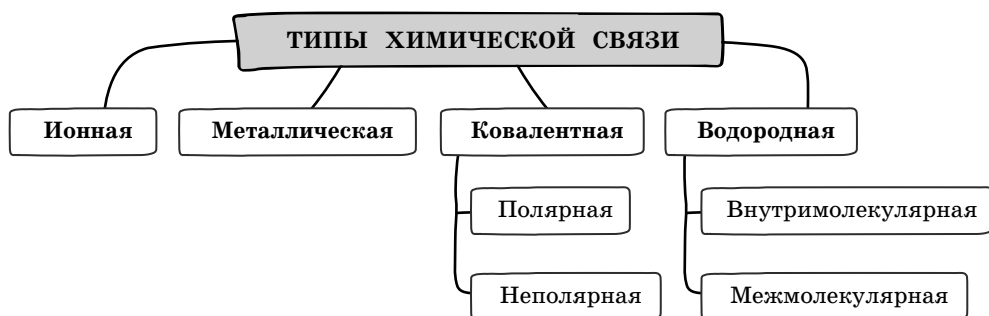 ТИПЫ ХИМИЧЕСКОЙ СВЯЗИ
Ионная
Металлическая
Ковалентная
Водородная
Полярная
Внутримолекулярная
Неполярная
Межмолекулярная